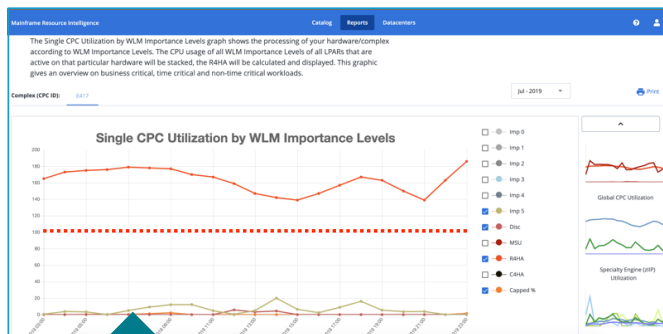 Mainframe Resource Intelligence
Catalog Reports Datacenters
The Single CPC Utilization by WLM Importance Levels graph shows the processing of your hardware/complex
according to WLM Importance Levels. The CPU usage of all WLM Importance Levels of all LPARs that are
active on that particular hardware will be stacked, the R4HA will be calculated and displayed. This graphic
gives an overview on business critical, time critical and non-time critical workloads.
Complex (CPC ID): E417
Jul - 2019
Print
Single CPC Utilization by WLM Importance Levels
200
180
160
140
120
100
80
60
40
20
0
Imp 0
Imp 1
Imp 2
Imp 3
Imp 4
Imp 5
Disc
MSU
R4HA
C4HA
Capped %
Global CPC Utilization
Specialty Engine (zIIP)
Utilization